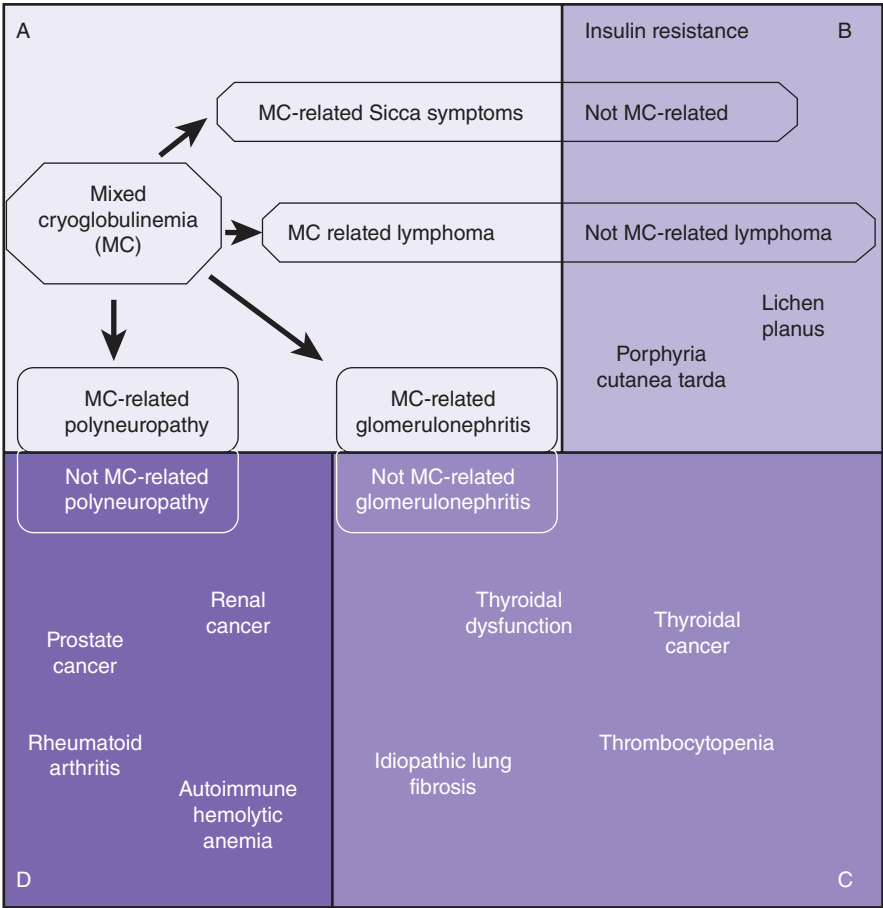 A
Insulin resistance
B
MC-related Sicca symptoms
Not MC-related
Mixed
cryoglobulinemia
(MC)
MC related lymphoma
Not MC-related lymphoma
Lichen
planus
Porphyria
cutanea tarda
MC-related
polyneuropathy
MC-related
glomerulonephritis
Not MC-related
polyneuropathy
Not MC-related
glomerulonephritis
Renal
cancer
Prostate
cancer
Rheumatoid
arthritis
Autoimmune
hemolytic
anemia
D
Thyroidal
dysfunction
Thyroidal
cancer
Idiopathic lung
fibrosis
Thrombocytopenia
C